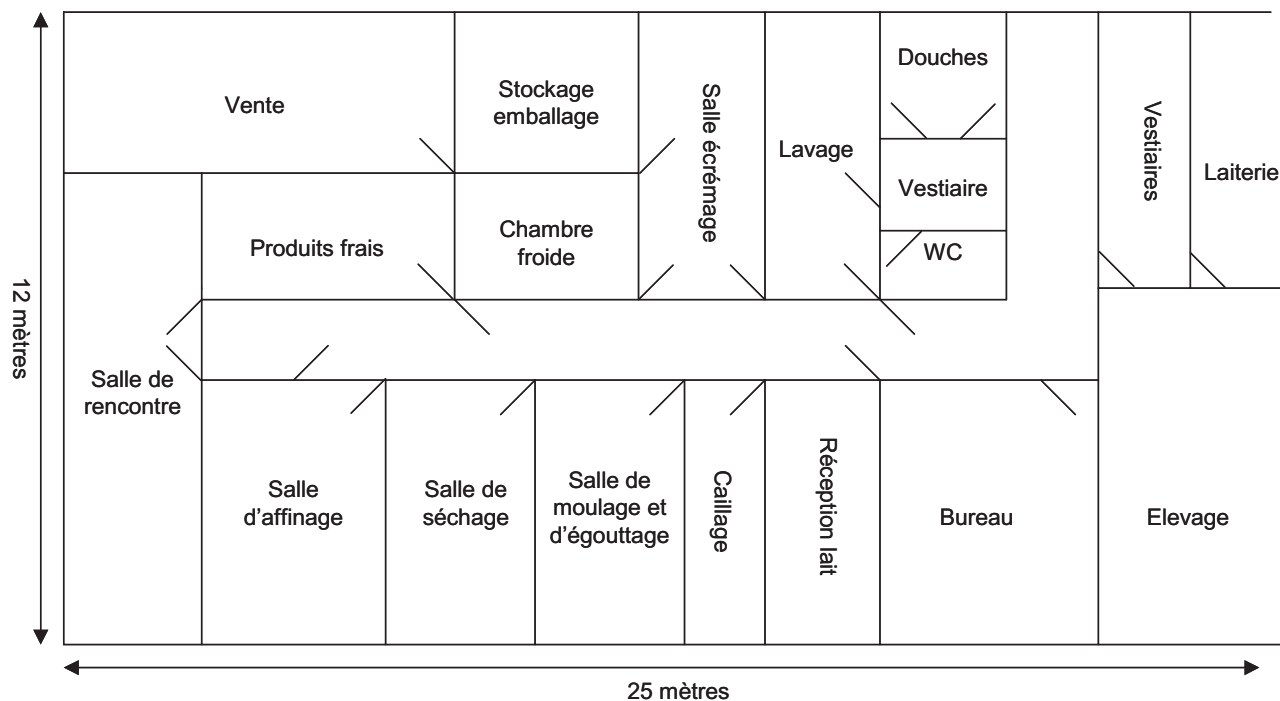 Vente
Stockage
emballage
Salle écrémage
Lavage
Douches
Vestiaire
WC
Vestiaires
Laiterie
Produits frais
Chambre
froide
12 mètres
Salle de
rencontre
Salle
d’affinage
Salle de
séchage
Salle de
moulage et
d’égouttage
Caillage
Réception lait
Bureau
Elevage
25 mètres